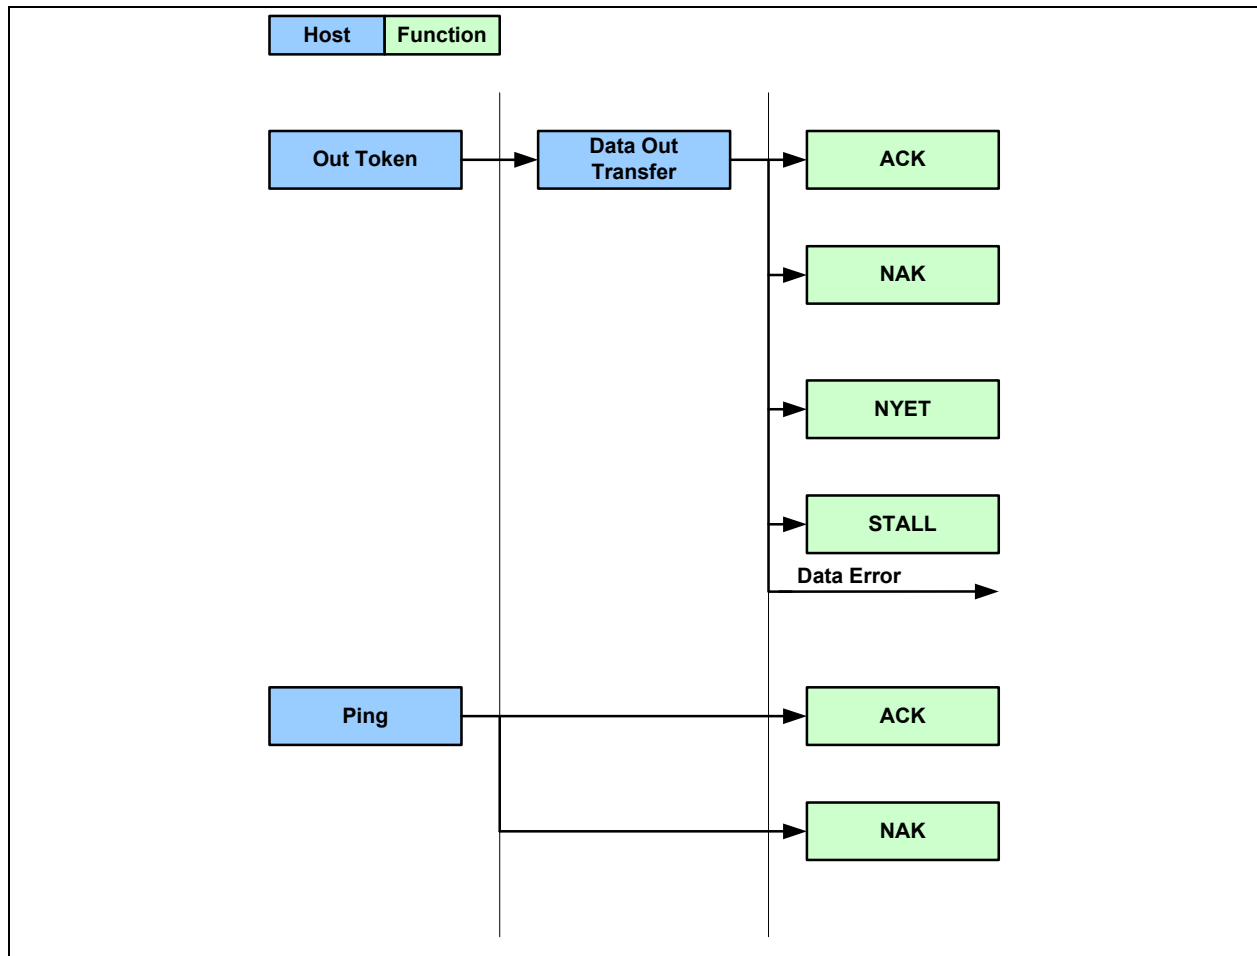 Host
Function
Out Token
Data Out
Transfer
ACK
NAK
NYET
STALL
Data Error
Ping
ACK
NAK